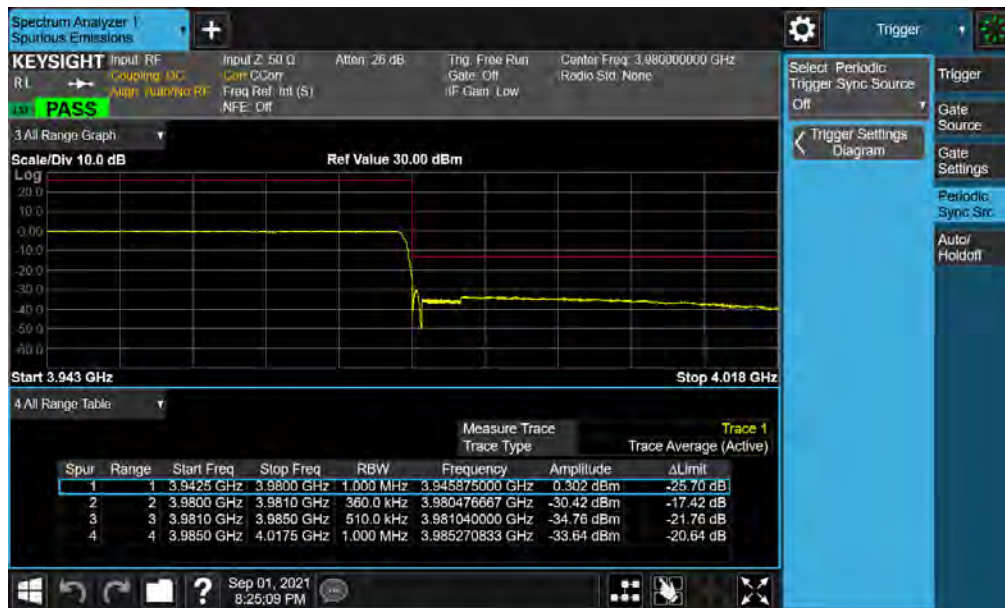 Spectrum Analyzer 1
Spurious Emissions
+
Trigger
KEYSIGHT Input: RF Input Z: 50 Ω Atten: 26 dB Trig: Free Run Center Freq: 3.980000000 GHz
RL Coupling: DC Corr CCorr Gate: Off Radio Std: None
Align: Auto/No RF Freq Ref: Int (S) IF Gain: Low
PASS NFE: Off
Select Periodic Trigger Sync Source
Off
Trigger Settings Diagram
Trigger
Gate Source
Gate Settings
Periodic Sync Src
Auto/Holdoff
3 All Range Graph
Scale/Div 10.0 dB Ref Value 30.00 dBm
Log
20.0
10.0
0.00
-10.0
-20.0
-30.0
-40.0
-50.0
-60.0
Start 3.943 GHz Stop 4.018 GHz
4 All Range Table
Measure Trace Trace 1
Trace Type Trace Average (Active)
Spur Range Start Freq Stop Freq RBW Frequency Amplitude ΔLimit
1 1 3.9425 GHz 3.9800 GHz 1.000 MHz 3.945875000 GHz 0.302 dBm -25.70 dB
2 2 3.9800 GHz 3.9810 GHz 360.0 kHz 3.980476667 GHz -30.42 dBm -17.42 dB
3 3 3.9810 GHz 3.9850 GHz 510.0 kHz 3.981040000 GHz -34.76 dBm -21.76 dB
4 4 3.9850 GHz 4.0175 GHz 1.000 MHz 3.985270833 GHz -33.64 dBm -20.64 dB
? Sep 01, 2021
8:25:09 PM